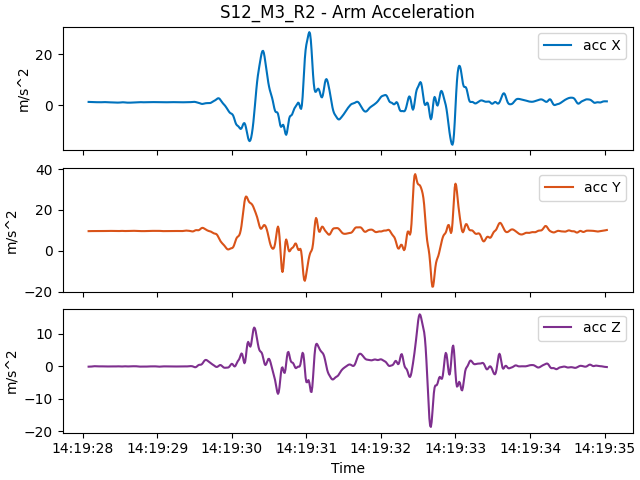 S12_M3_R2 - Arm Acceleration
acc X
20
0
m/s^2
acc Y
40
20
0
−20
m/s^2
acc Z
10
0
−10
−20
m/s^2
14:19:28 14:19:29 14:19:30 14:19:31 14:19:32 14:19:33 14:19:34 14:19:35
Time